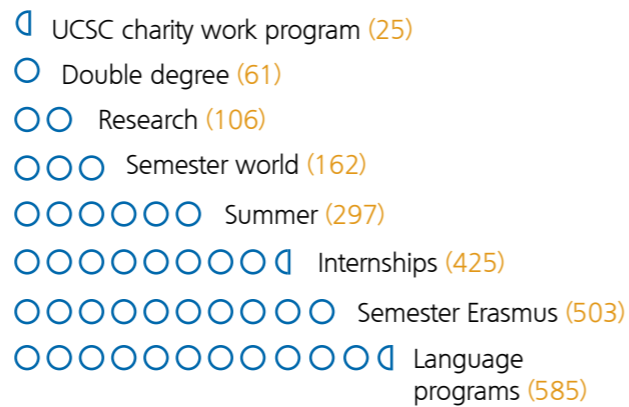 UCSC charity work program (25)
Double degree (61)
Research (106)
Semester world (162)
Summer (297)
Internships (425)
Semester Erasmus (503)
Language
programs (585)